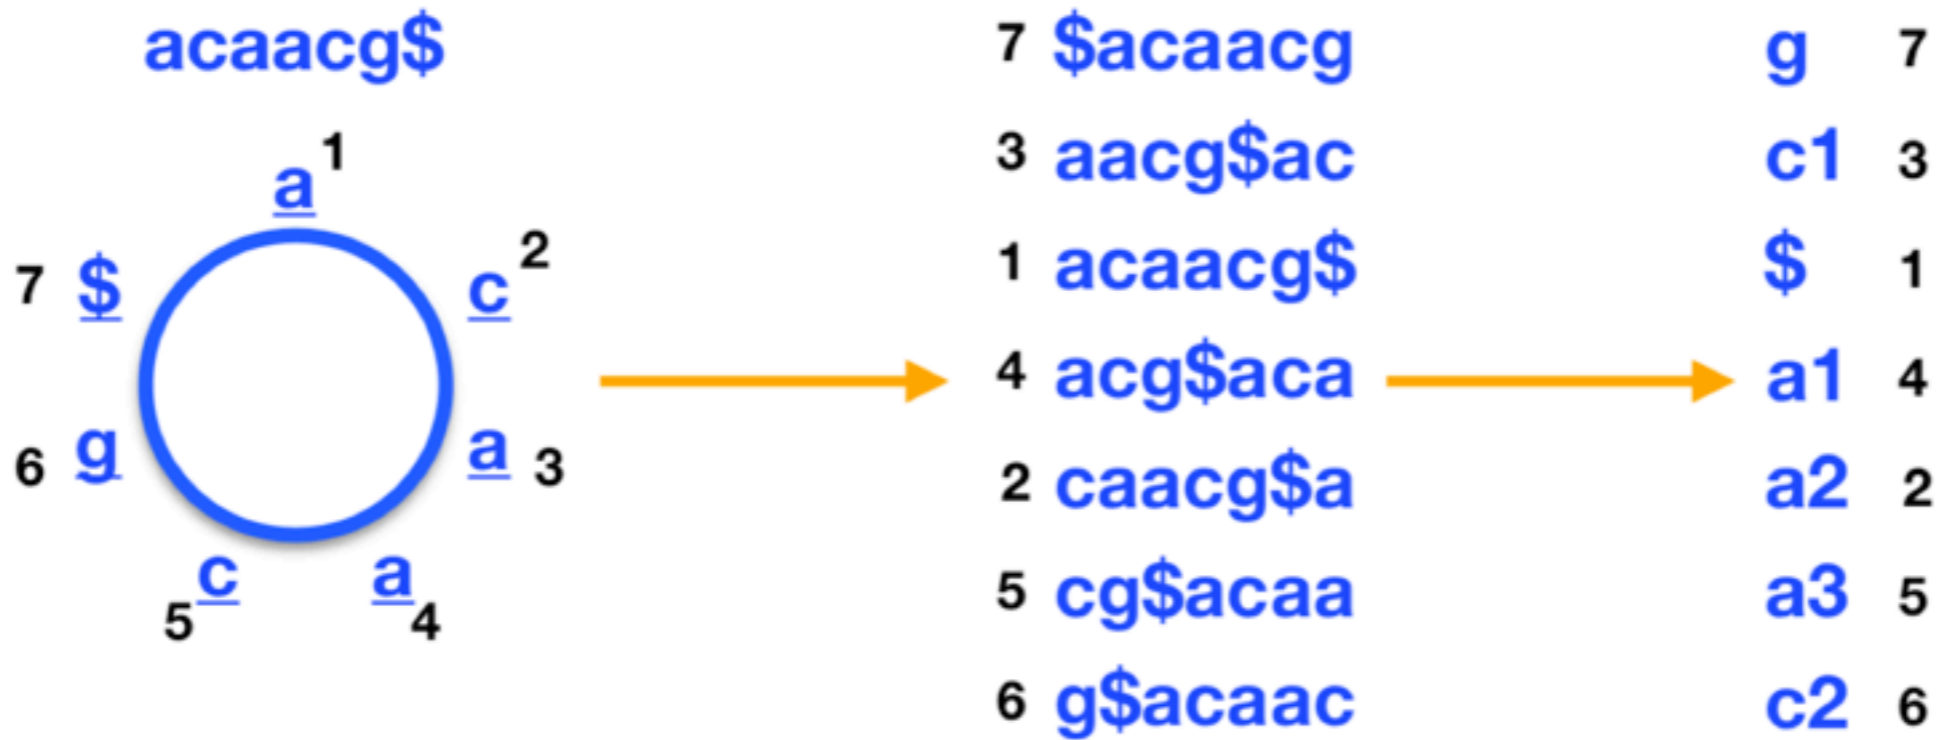 acaacg$
a 1
c 2
7 $
6 g
a 3
5 c
a 4
7 $acaacg
3 aacg$ac
1 acaacg$
4 acg$aca
2 caacg$a
5 cg$acaa
6 g$acaac
g 7
c1 3
$ 1
a1 4
a2 2
a3 5
c2 6